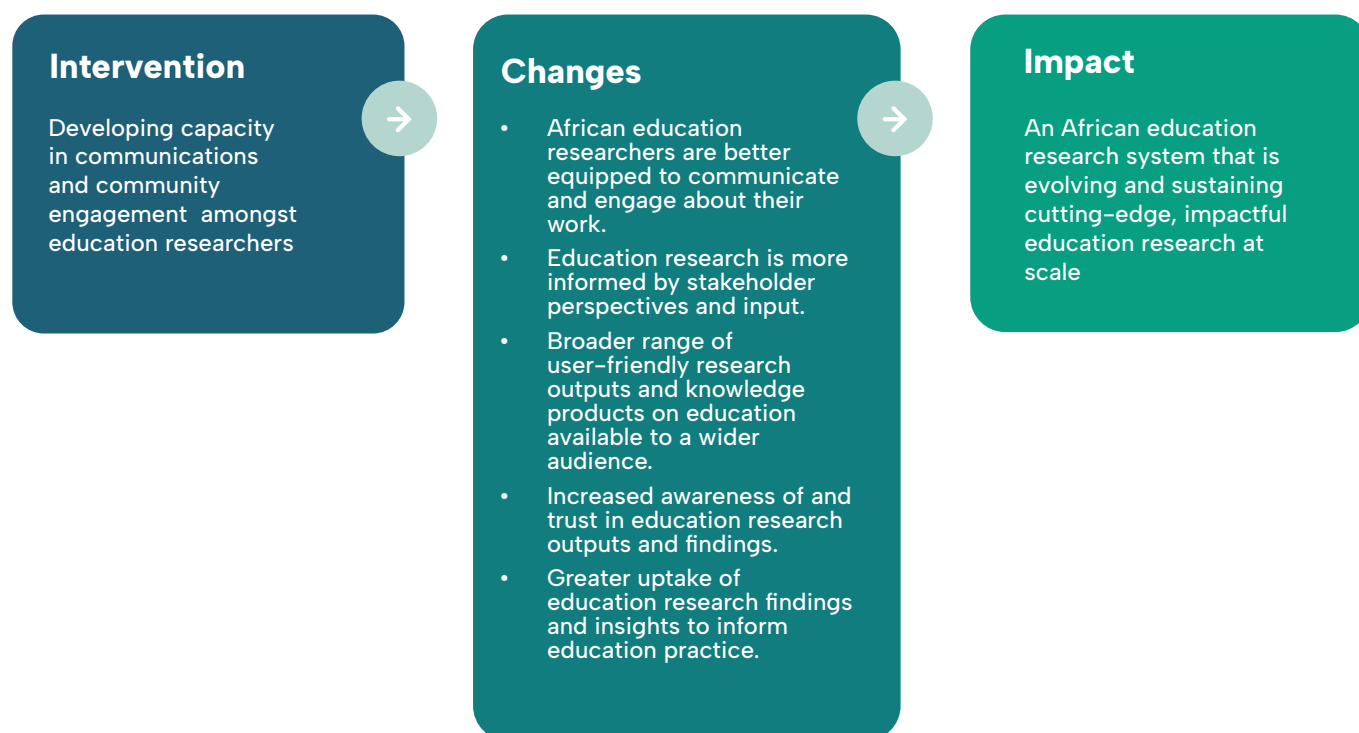 Intervention
Developing capacity
in communications
and community
engagement  amongst
education researchers
Changes
• African education
researchers are better
equipped to communicate
and engage about their
work.
• Education research is more
informed by stakeholder
perspectives and input.
• Broader range of
user-friendly research
outputs and knowledge
products on education
available to a wider
audience.
• Increased awareness of and
trust in education research
outputs and findings.
• Greater uptake of
education research findings
and insights to inform
education practice.
Impact
An African education
research system that is
evolving and sustaining
cutting-edge, impactful
education research at
scale